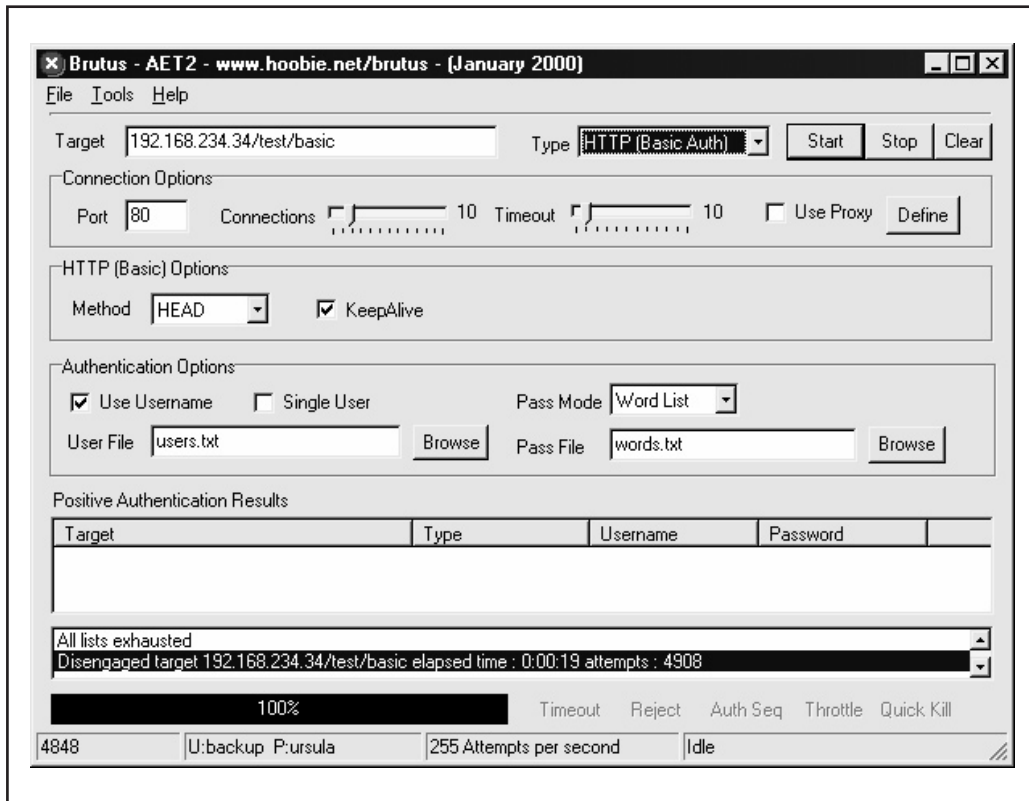 Brutus - AET2 - www.hoobie.net/brutus - (January 2000)
File Tools Help
Target 192.168.234.34/test/basic Type HTTP (Basic Auth) Start Stop Clear
Connection Options
Port 80 Connections 10 Timeout 10 Use Proxy Define
HTTP (Basic) Options
Method HEAD KeepAlive
Authentication Options
Use Username Single User Pass Mode Word List
User File users.txt Browse Pass File words.txt Browse
Positive Authentication Results
Target Type Username Password
All lists exhausted
Disengaged target 192.168.234.34/test/basic elapsed time : 0:00:19 attempts : 4908
100% Timeout Reject Auth Seq Throttle Quick Kill
4848 U:backup P:ursula 255 Attempts per second Idle